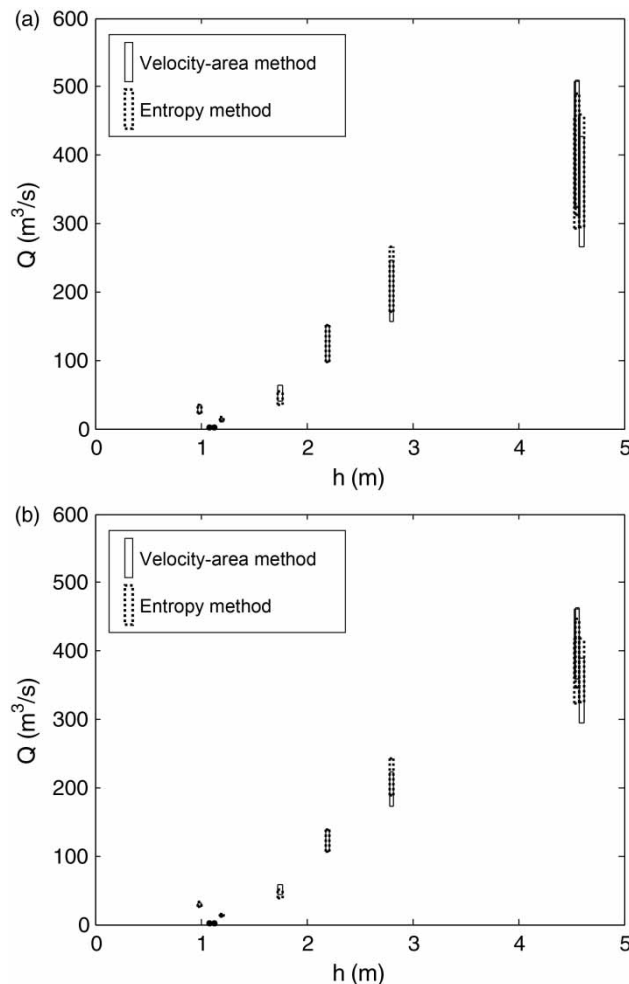 (a)
600
500
400
300
200
100
0
Q (m³/s)
Velocity-area method
Entropy method
0 1 2 3 4 5
h (m)
(b)
600
500
400
300
200
100
0
Q (m³/s)
Velocity-area method
Entropy method
0 1 2 3 4 5
h (m)